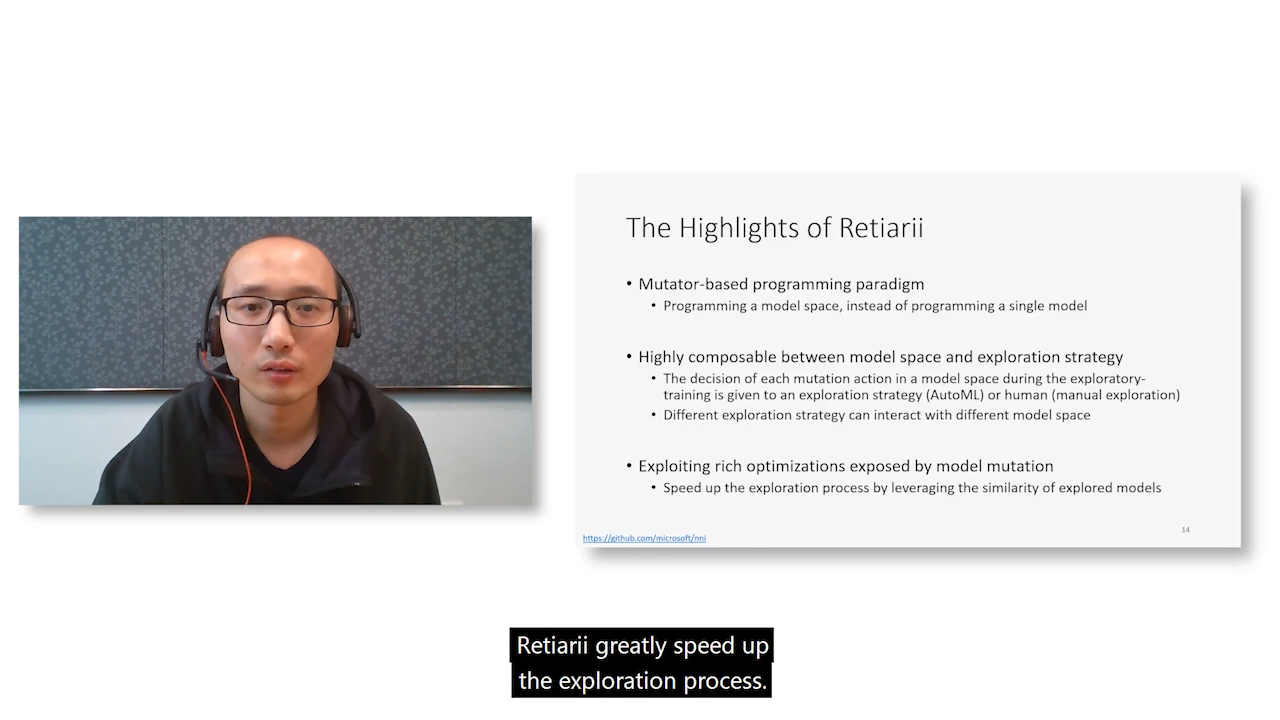 The Highlights of Retiarii
• Mutator-based programming paradigm
• Programming a model space, instead of programming a single model
• Highly composable between model space and exploration strategy
• The decision of each mutation action in a model space during the exploratory-
training is given to an exploration strategy (AutoML) or human (manual exploration)
• Different exploration strategy can interact with different model space
• Exploiting rich optimizations exposed by model mutation
• Speed up the exploration process by leveraging the similarity of explored models
14
https://github.com/microsoft/nni
Retiarii greatly speed up
the exploration process.